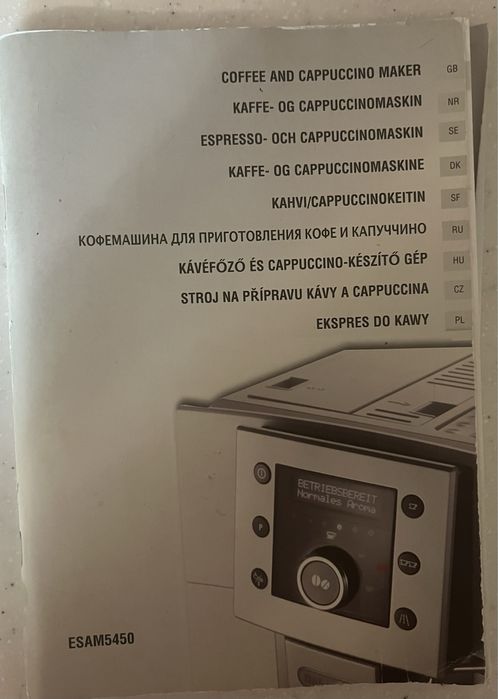 COFFEE AND CAPPUCCINO MAKER GB
KAFFE- OG CAPPUCCINOMASKIN NR
ESPRESSO- OCH CAPPUCCINOMASKIN SE
KAFFE- OG CAPPUCCINOMASKINE DK
KAHVI/CAPPUCINOKEITIN SF
КОФЕМАШИНА ДЛЯ ПРИГОТОВЛЕНИЯ КОФЕ И КАПУЧЧИНО RU
KÁVÉFŐZŐ ÉS CAPPUCCINO-KÉSZÍTŐ GÉP HU
STROJ NA PŘÍPRAVU KÁVY A CAPPUCCINA CZ
EKSPRES DO KAWY PL
BETRIEBSBEREIT
Normales Aroma
P
ESAM5450